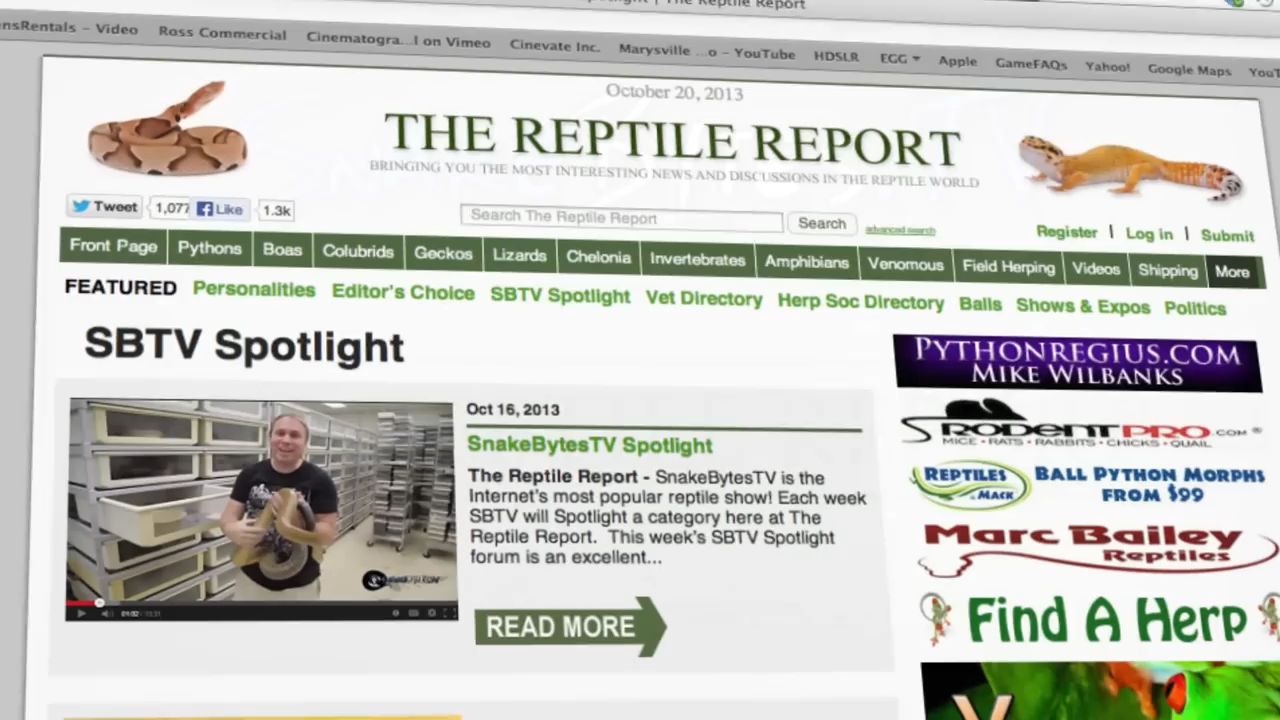 potlight | The Reptile Report
nsRentals - Video Ross Commercial Cinematogra...l on Vimeo Cinevate Inc. Marysville ...o - YouTube HDSLR EGG Apple GameFAQs Yahoo! Google Maps YouT
October 20, 2013
THE REPTILE REPORT
BRINGING YOU THE MOST INTERESTING NEWS AND DISCUSSIONS IN THE REPTILE WORLD
Tweet 1,077 Like 1.3k
Search The Reptile Report Search advanced search
Register | Log in | Submit
Front Page Pythons Boas Colubrids Geckos Lizards Chelonia Invertebrates Amphibians Venomous Field Herping Videos Shipping More
FEATURED Personalities Editor's Choice SBTV Spotlight Vet Directory Herp Soc Directory Balls Shows & Expos Politics
SBTV Spotlight
Oct 16, 2013
SnakeBytesTV Spotlight
The Reptile Report - SnakeBytesTV is the
Internet's most popular reptile show! Each week
SBTV will Spotlight a category here at The
Reptile Report. This week's SBTV Spotlight
forum is an excellent...
READ MORE
PYTHONREGIUS.COM
MIKE WILBANKS
RODENTPRO.COM®
MICE • RATS • RABBITS • CHICKS • QUAIL
REPTILES BY MACK
BALL PYTHON MORPHS
FROM $99
Marc Bailey
Reptiles
Find A Herp